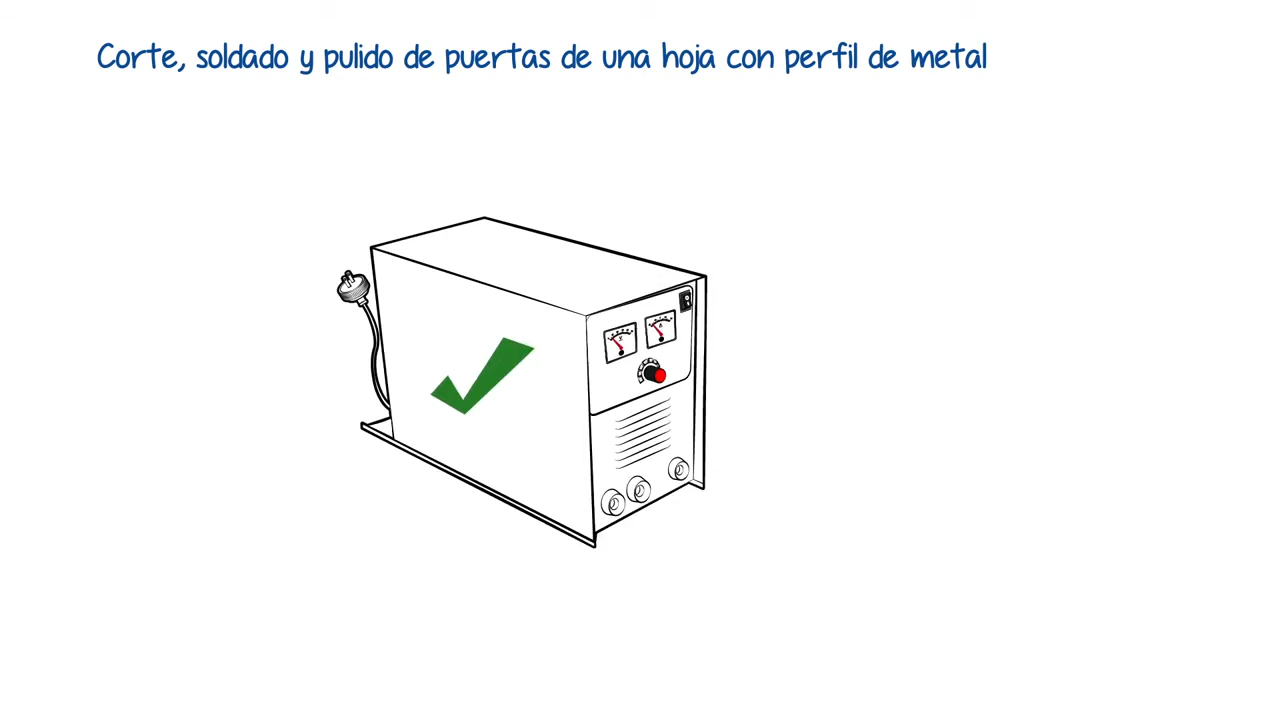 Corte, soldado y pulido de puertas de una hoja con perfil de metal
V
A